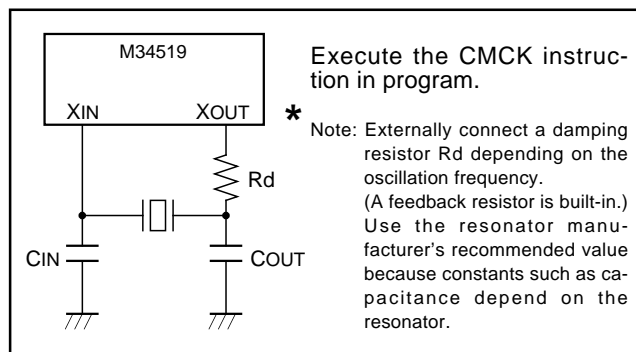 M34519
XIN
XOUT
Rd
CIN
COUT
Execute the CMCK instruc-
tion in program.
*
Note: Externally connect a damping
resistor Rd depending on the
oscillation frequency.
(A feedback resistor is built-in.)
Use the resonator manu-
facturer's recommended value
because constants such as ca-
pacitance depend on the
resonator.